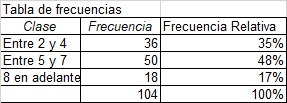 Tabla de frecuencias
Clase Frecuencia Frecuencia Relativa
Entre 2 y 4 36 35%
Entre 5 y 7 50 48%
8 en adelante 18 17%
104 100%